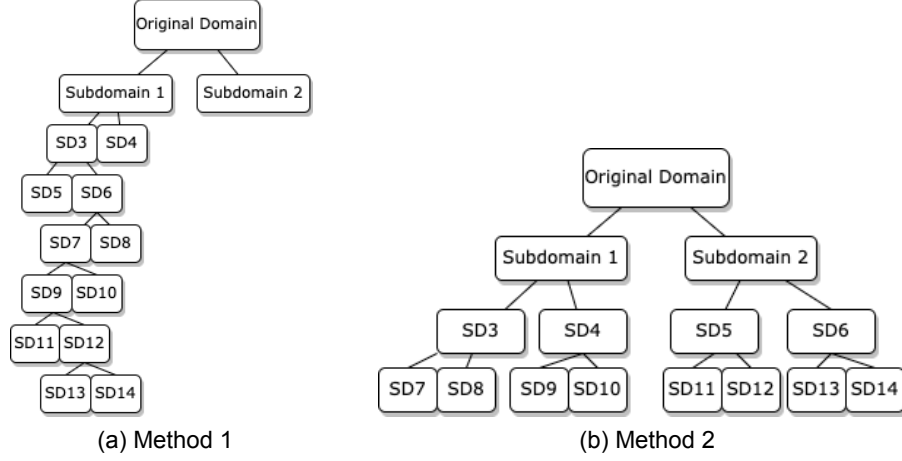 Original Domain
Subdomain 1 Subdomain 2
SD3 SD4
SD5 SD6
SD7 SD8
SD9 SD10
SD11 SD12
SD13 SD14
(a) Method 1
Original Domain
Subdomain 1 Subdomain 2
SD3 SD4 SD5 SD6
SD7 SD8 SD9 SD10 SD11 SD12 SD13 SD14
(b) Method 2